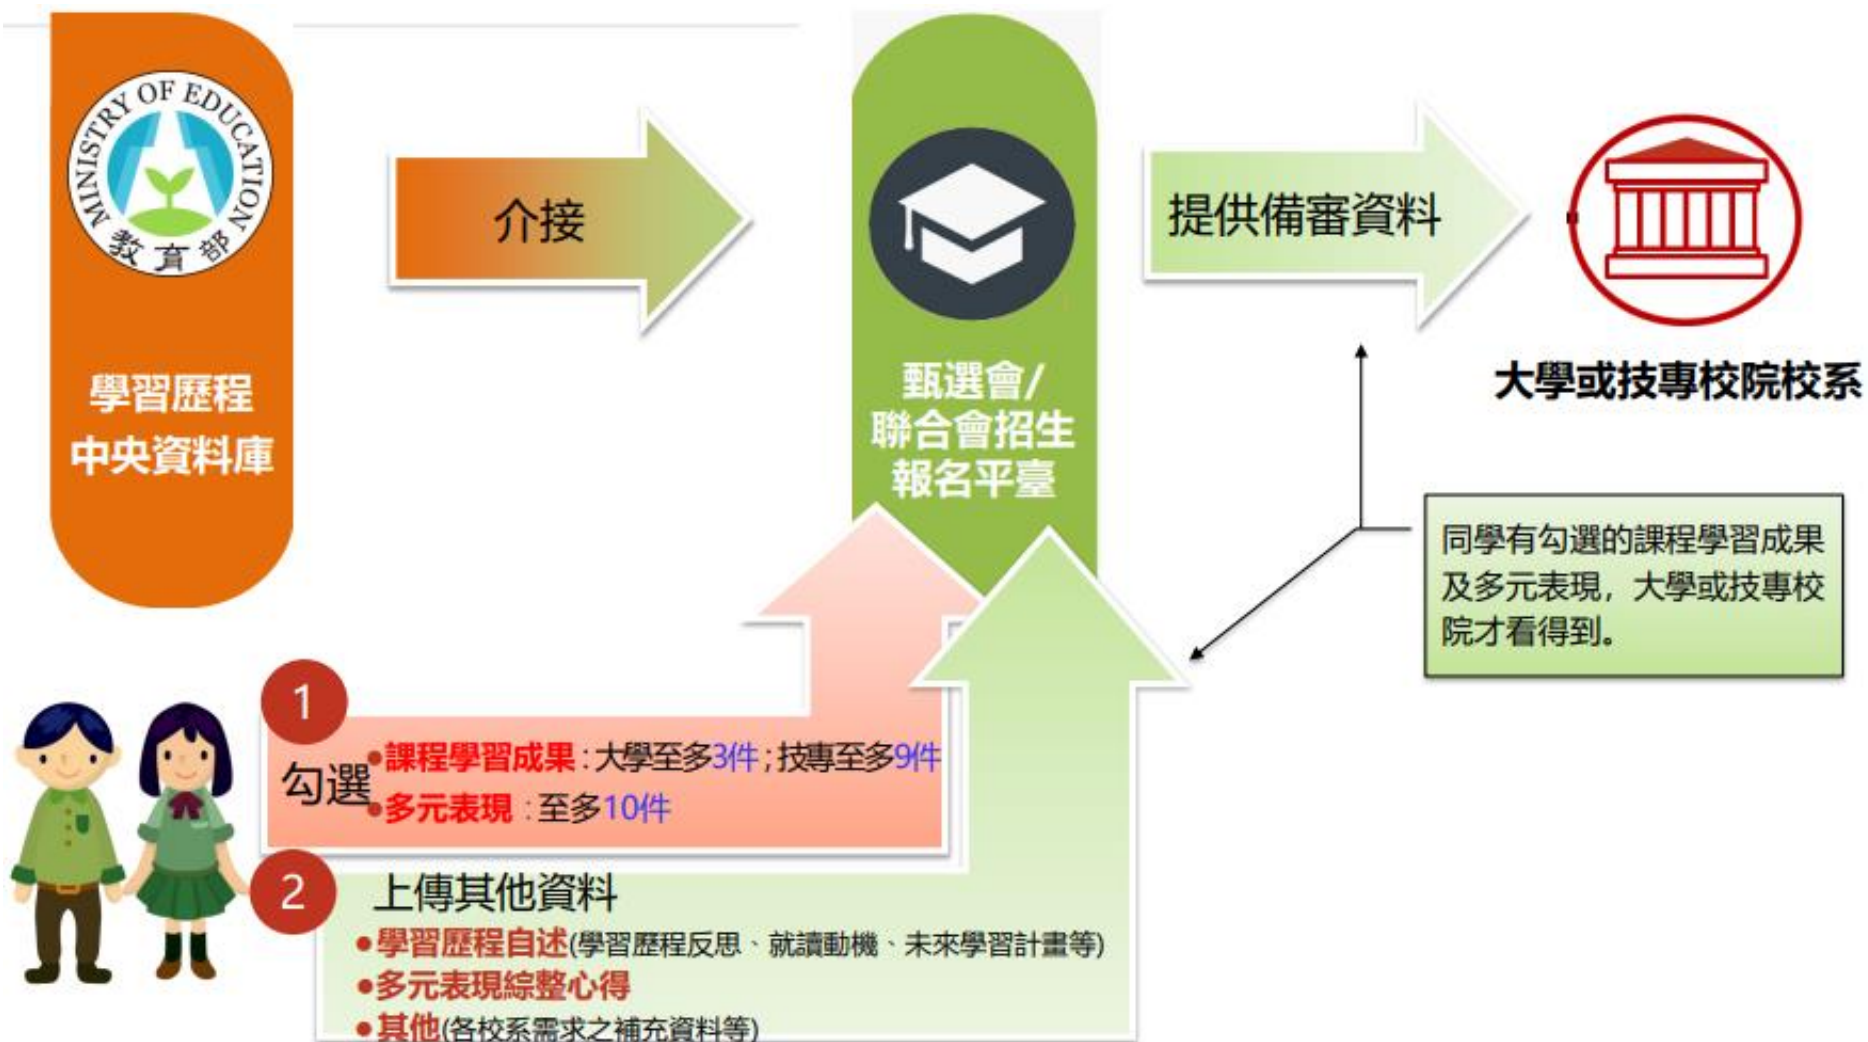 MINISTRY OF EDUCATION
教育部
學習歷程
中央資料庫
介接
甄選會/
聯合會招生
報名平臺
提供備審資料
大學或技專校院校系
同學有勾選的課程學習成果
及多元表現，大學或技專校
院才看得到。
1
勾選
•課程學習成果：大學至多3件；技專至多9件
•多元表現：至多10件
2
上傳其他資料
•學習歷程自述(學習歷程反思、就讀動機、未來學習計畫等)
•多元表現綜整心得
•其他(各校系需求之補充資料等)